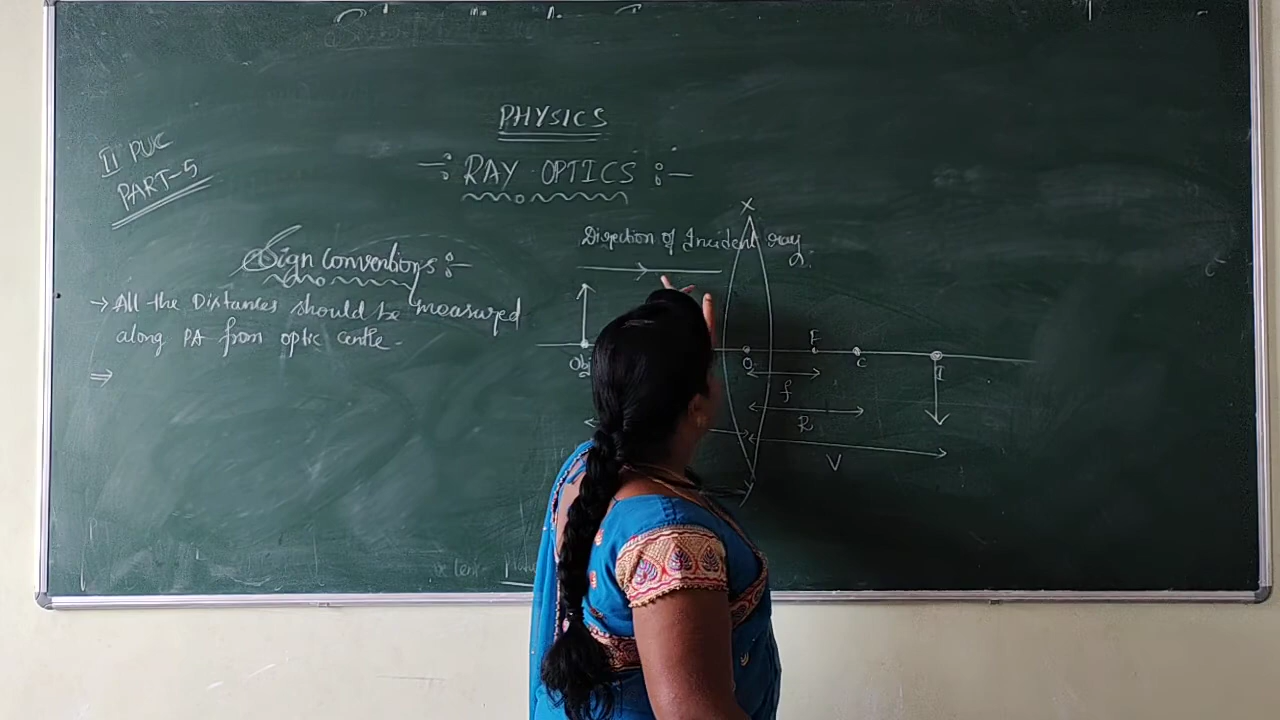 PHYSICS
II PUC
PART-5
-: RAY OPTICS :-
Sign Conventions :-
→ All the Distances should be measured
along PA from optic centre.
⇒
Direction of Incident ray.
X
Obj
O
F
C
I
f
R
V